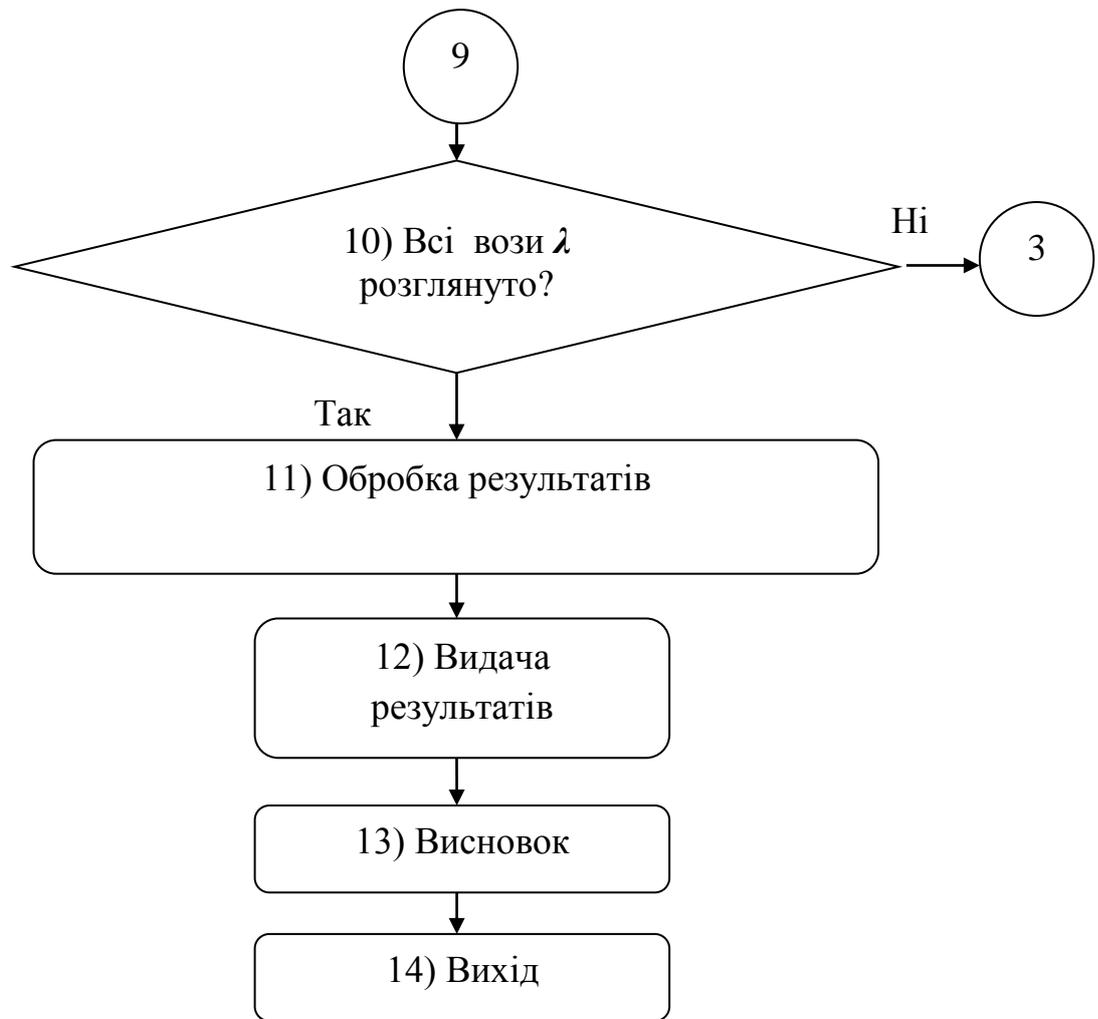 9
10) Всі вози λ
розглянуто?
Ні
3
Так
11) Обробка результатів
12) Видача
результатів
13) Висновок
14) Вихід